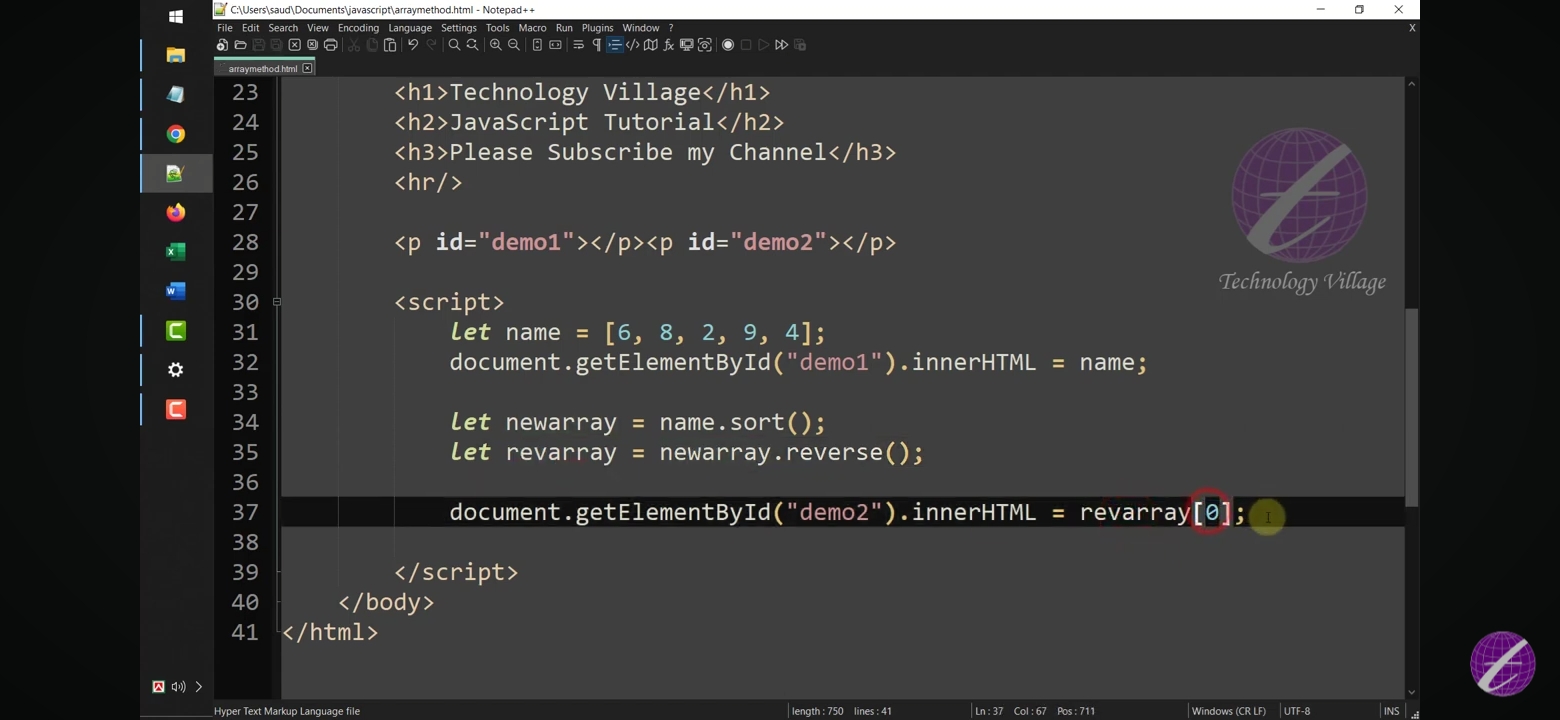 C:\Users\saud\Documents\javascript\arraymethod.html - Notepad++
File Edit Search View Encoding Language Settings Tools Macro Run Plugins Window ? X
arraymethod.html
23 <h1>Technology Village</h1>
24 <h2>JavaScript Tutorial</h2>
25 <h3>Please Subscribe my Channel</h3>
26 <hr/>
27
28 <p id="demo1"></p><p id="demo2"></p>
29
30 <script>
31 let name = [6, 8, 2, 9, 4];
32 document.getElementById("demo1").innerHTML = name;
33
34 let newarray = name.sort();
35 let revarray = newarray.reverse();
36
37 document.getElementById("demo2").innerHTML = revarray[0];
38
39 </script>
40 </body>
41 </html>
Technology Village
Hyper Text Markup Language file length : 750 lines : 41 Ln : 37 Col : 67 Pos : 711 Windows (CR LF) UTF-8 INS